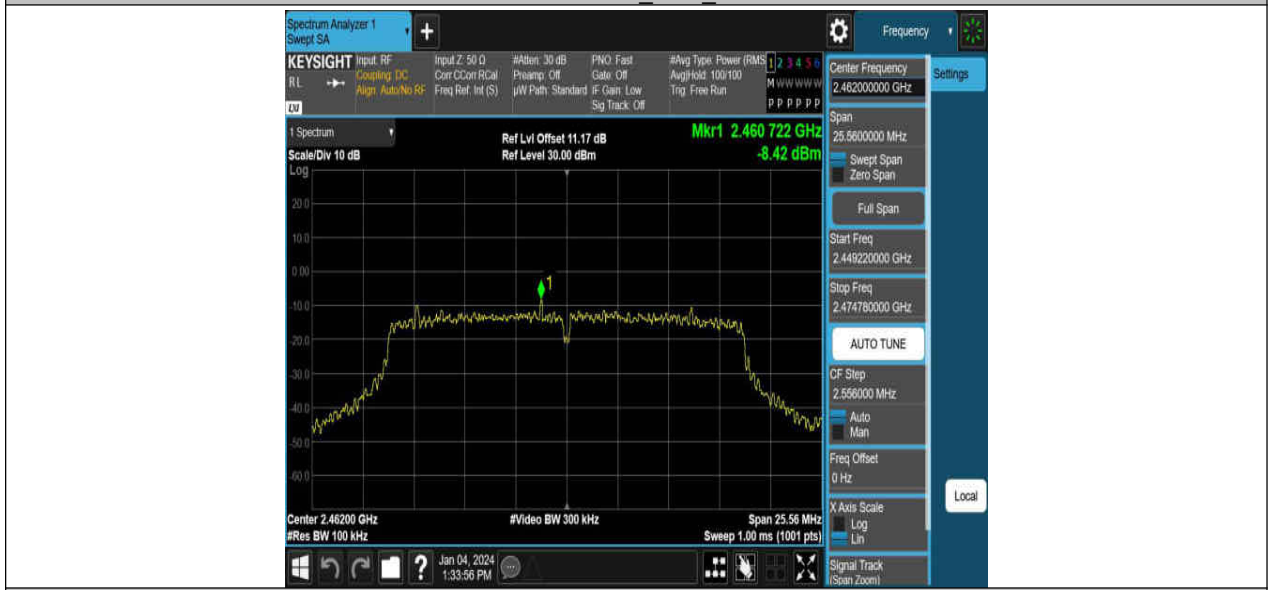 Spectrum Analyzer 1
Swept SA
+
Frequency
KEYSIGHT
RL
LXI
Input: RF
Coupling: DC
Align: Auto/No RF
Input Z: 50 Ω
Corr CCorr RCal
Freq Ref: Int (S)
#Atten: 30 dB
Preamp: Off
µW Path: Standard
PNO: Fast
Gate: Off
IF Gain: Low
Sig Track: Off
#Avg Type: Power (RMS
Avg|Hold: 100/100
Trig: Free Run
1 2 3 4 5 6
M W W W W W
P P P P P P
1 Spectrum
Scale/Div 10 dB
Log
Ref Lvl Offset 11.17 dB
Ref Level 30.00 dBm
Mkr1 2.460 722 GHz
-8.42 dBm
20.0
10.0
0.00
-10.0
-20.0
-30.0
-40.0
-50.0
-60.0
1
Center 2.46200 GHz
#Res BW 100 kHz
#Video BW 300 kHz
Span 25.56 MHz
Sweep 1.00 ms (1001 pts)
Center Frequency
2.462000000 GHz
Span
25.5600000 MHz
Swept Span
Zero Span
Full Span
Start Freq
2.449220000 GHz
Stop Freq
2.474780000 GHz
AUTO TUNE
CF Step
2.556000 MHz
Auto
Man
Freq Offset
0 Hz
X Axis Scale
Log
Lin
Signal Track
(Span Zoom)
Settings
Local
?
Jan 04, 2024
1:33:56 PM